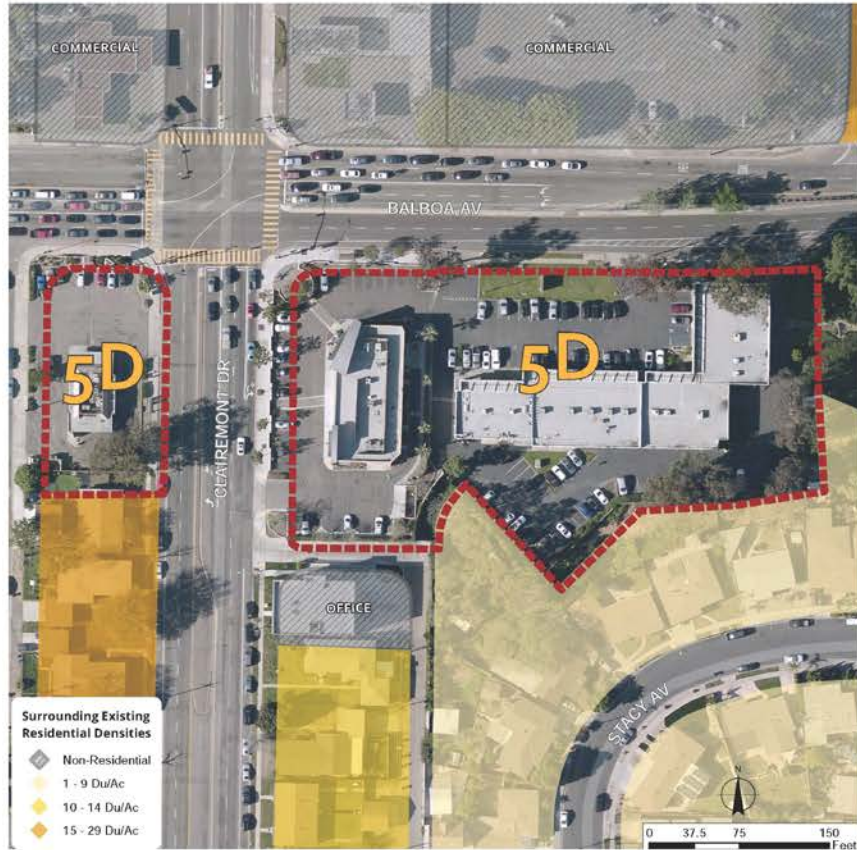 COMMERCIAL
COMMERCIAL
BALBOA AV
5D
5D
CLAIREMONT DR
OFFICE
STACY AV
Surrounding Existing
Residential Densities
Non-Residential
1 - 9 Du/Ac
10 - 14 Du/Ac
15 - 29 Du/Ac
N
0 37.5 75 150
Feet